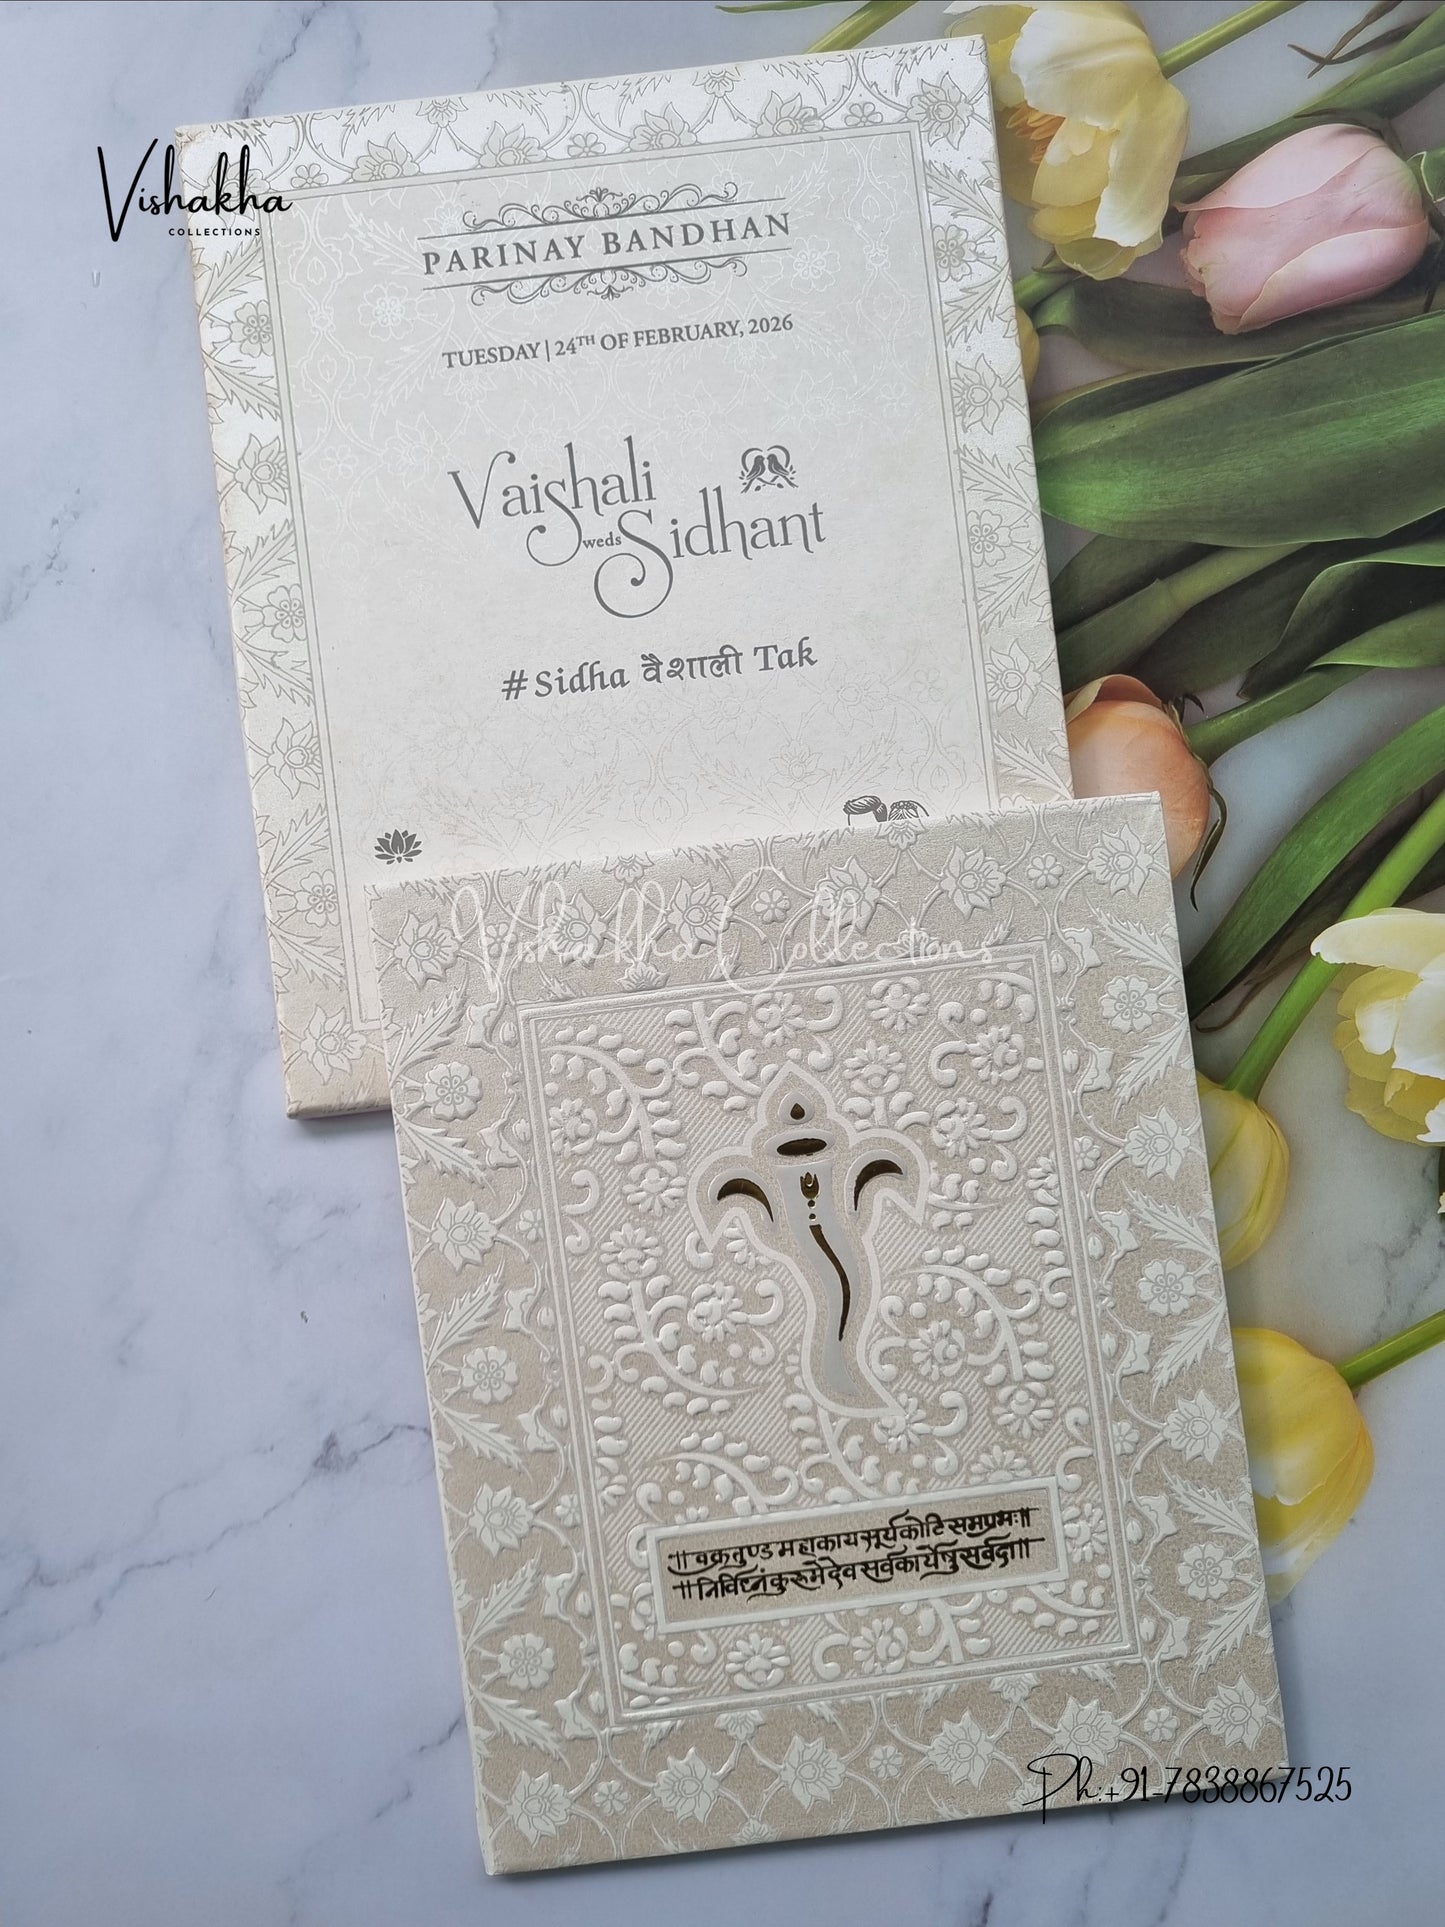 Vishakha
COLLECTIONS
PARINAY BANDHAN
TUESDAY | 24TH OF FEBRUARY, 2026
Vaishali
weds
Sidhant
#Sidha वैशाली Tak
Vishakha Collections
॥वक्रतुण्ड महाकाय सूर्यकोटि समप्रभः॥
॥निर्विघ्नं कुरू मे देव सर्वकार्येषु सर्वदा॥
Ph:+91-7838867525